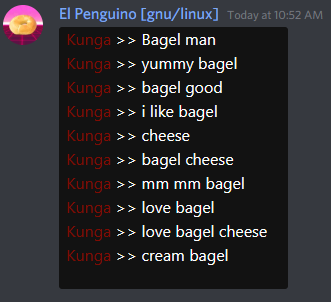 El Penguino [gnu/linux] Today at 10:52 AM
Kunga >> Bagel man
Kunga >> yummy bagel
Kunga >> bagel good
Kunga >> i like bagel
Kunga >> cheese
Kunga >> bagel cheese
Kunga >> mm mm bagel
Kunga >> love bagel
Kunga >> love bagel cheese
Kunga >> cream bagel